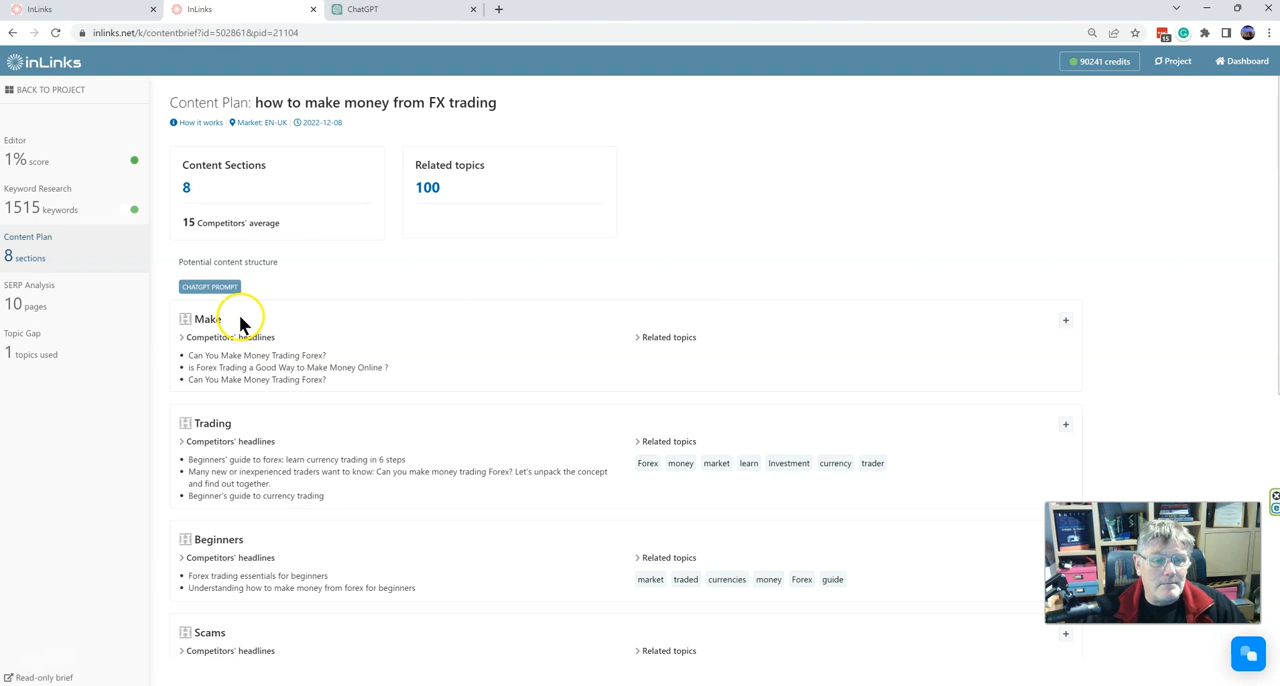 InLinks
InLinks
ChatGPT
inlinks.net/k/contentbrief?id=502861&pid=21104
15
inLinks
90241 credits
Project
Dashboard
BACK TO PROJECT
Content Plan: how to make money from FX trading
How it works
Market: EN-UK
2022-12-08
Editor
1% score
Keyword Research
1515 keywords
Content Plan
8 sections
SERP Analysis
10 pages
Topic Gap
1 topics used
Content Sections
8
15 Competitors' average
Related topics
100
Potential content structure
CHATGPT PROMPT
Make
Competitors' headlines
Related topics
Can You Make Money Trading Forex?
is Forex Trading a Good Way to Make Money Online ?
Can You Make Money Trading Forex?
Trading
Competitors' headlines
Related topics
Beginners' guide to forex: learn currency trading in 6 steps
Many new or inexperienced traders want to know: Can you make money trading Forex? Let's unpack the concept
and find out together.
Beginner's guide to currency trading
Forex money market learn Investment currency trader
Beginners
Competitors' headlines
Related topics
Forex trading essentials for beginners
Understanding how to make money from forex for beginners
market traded currencies money Forex guide
Scams
Competitors' headlines
Related topics
Read-only brief